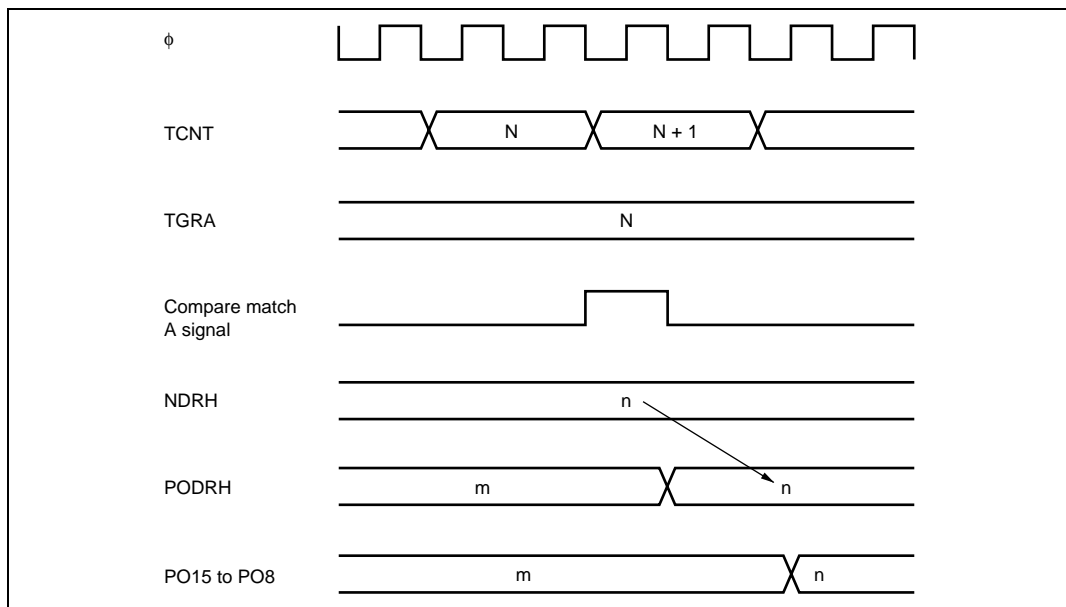 φ
TCNT
N
N + 1
TGRA
N
Compare match
A signal
NDRH
n
PODRH
m
n
PO15 to PO8
m
n